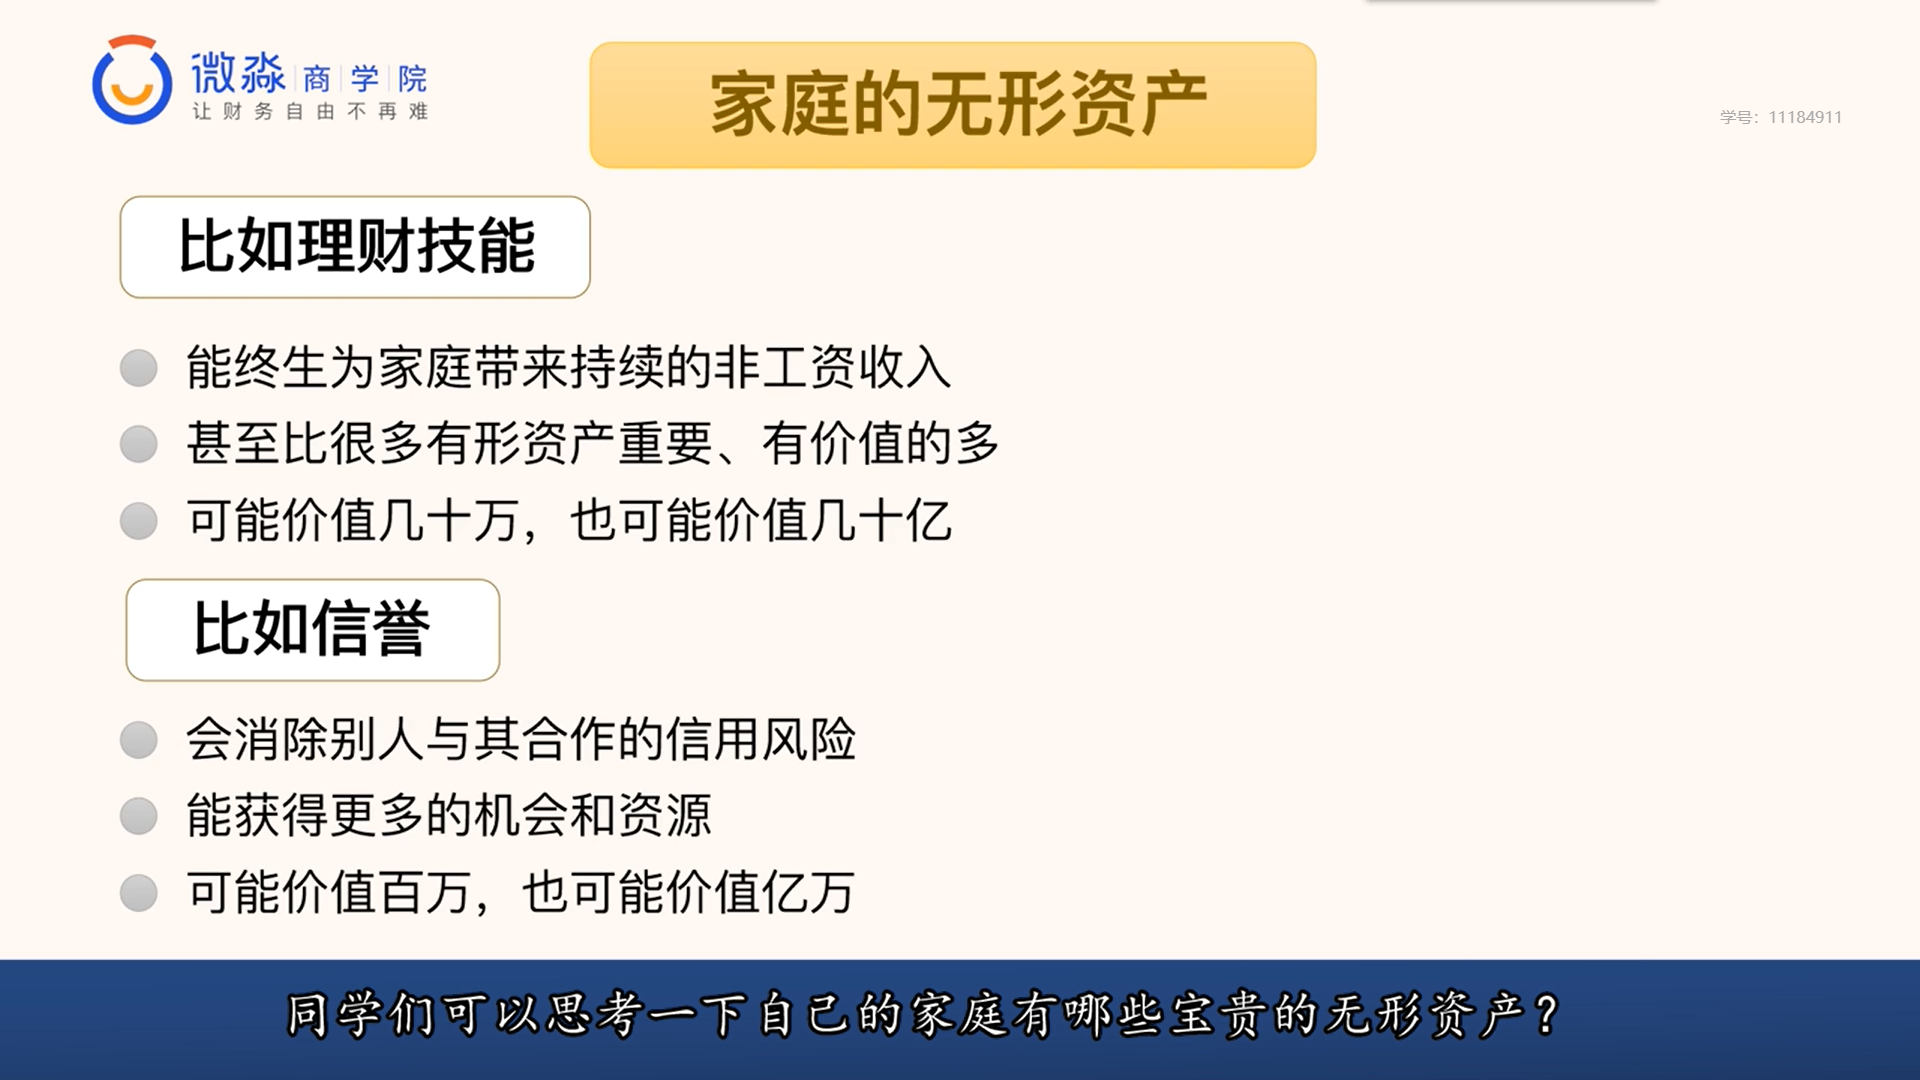 微淼商学院
让财务自由不再难
家庭的无形资产
学号：11184911
比如理财技能
能终生为家庭带来持续的非工资收入
甚至比很多有形资产重要、有价值的多
可能价值几十万，也可能价值几十亿
比如信誉
会消除别人与其合作的信用风险
能获得更多的机会和资源
可能价值百万，也可能价值亿万
同学们可以思考一下自己的家庭有哪些宝贵的无形资产？